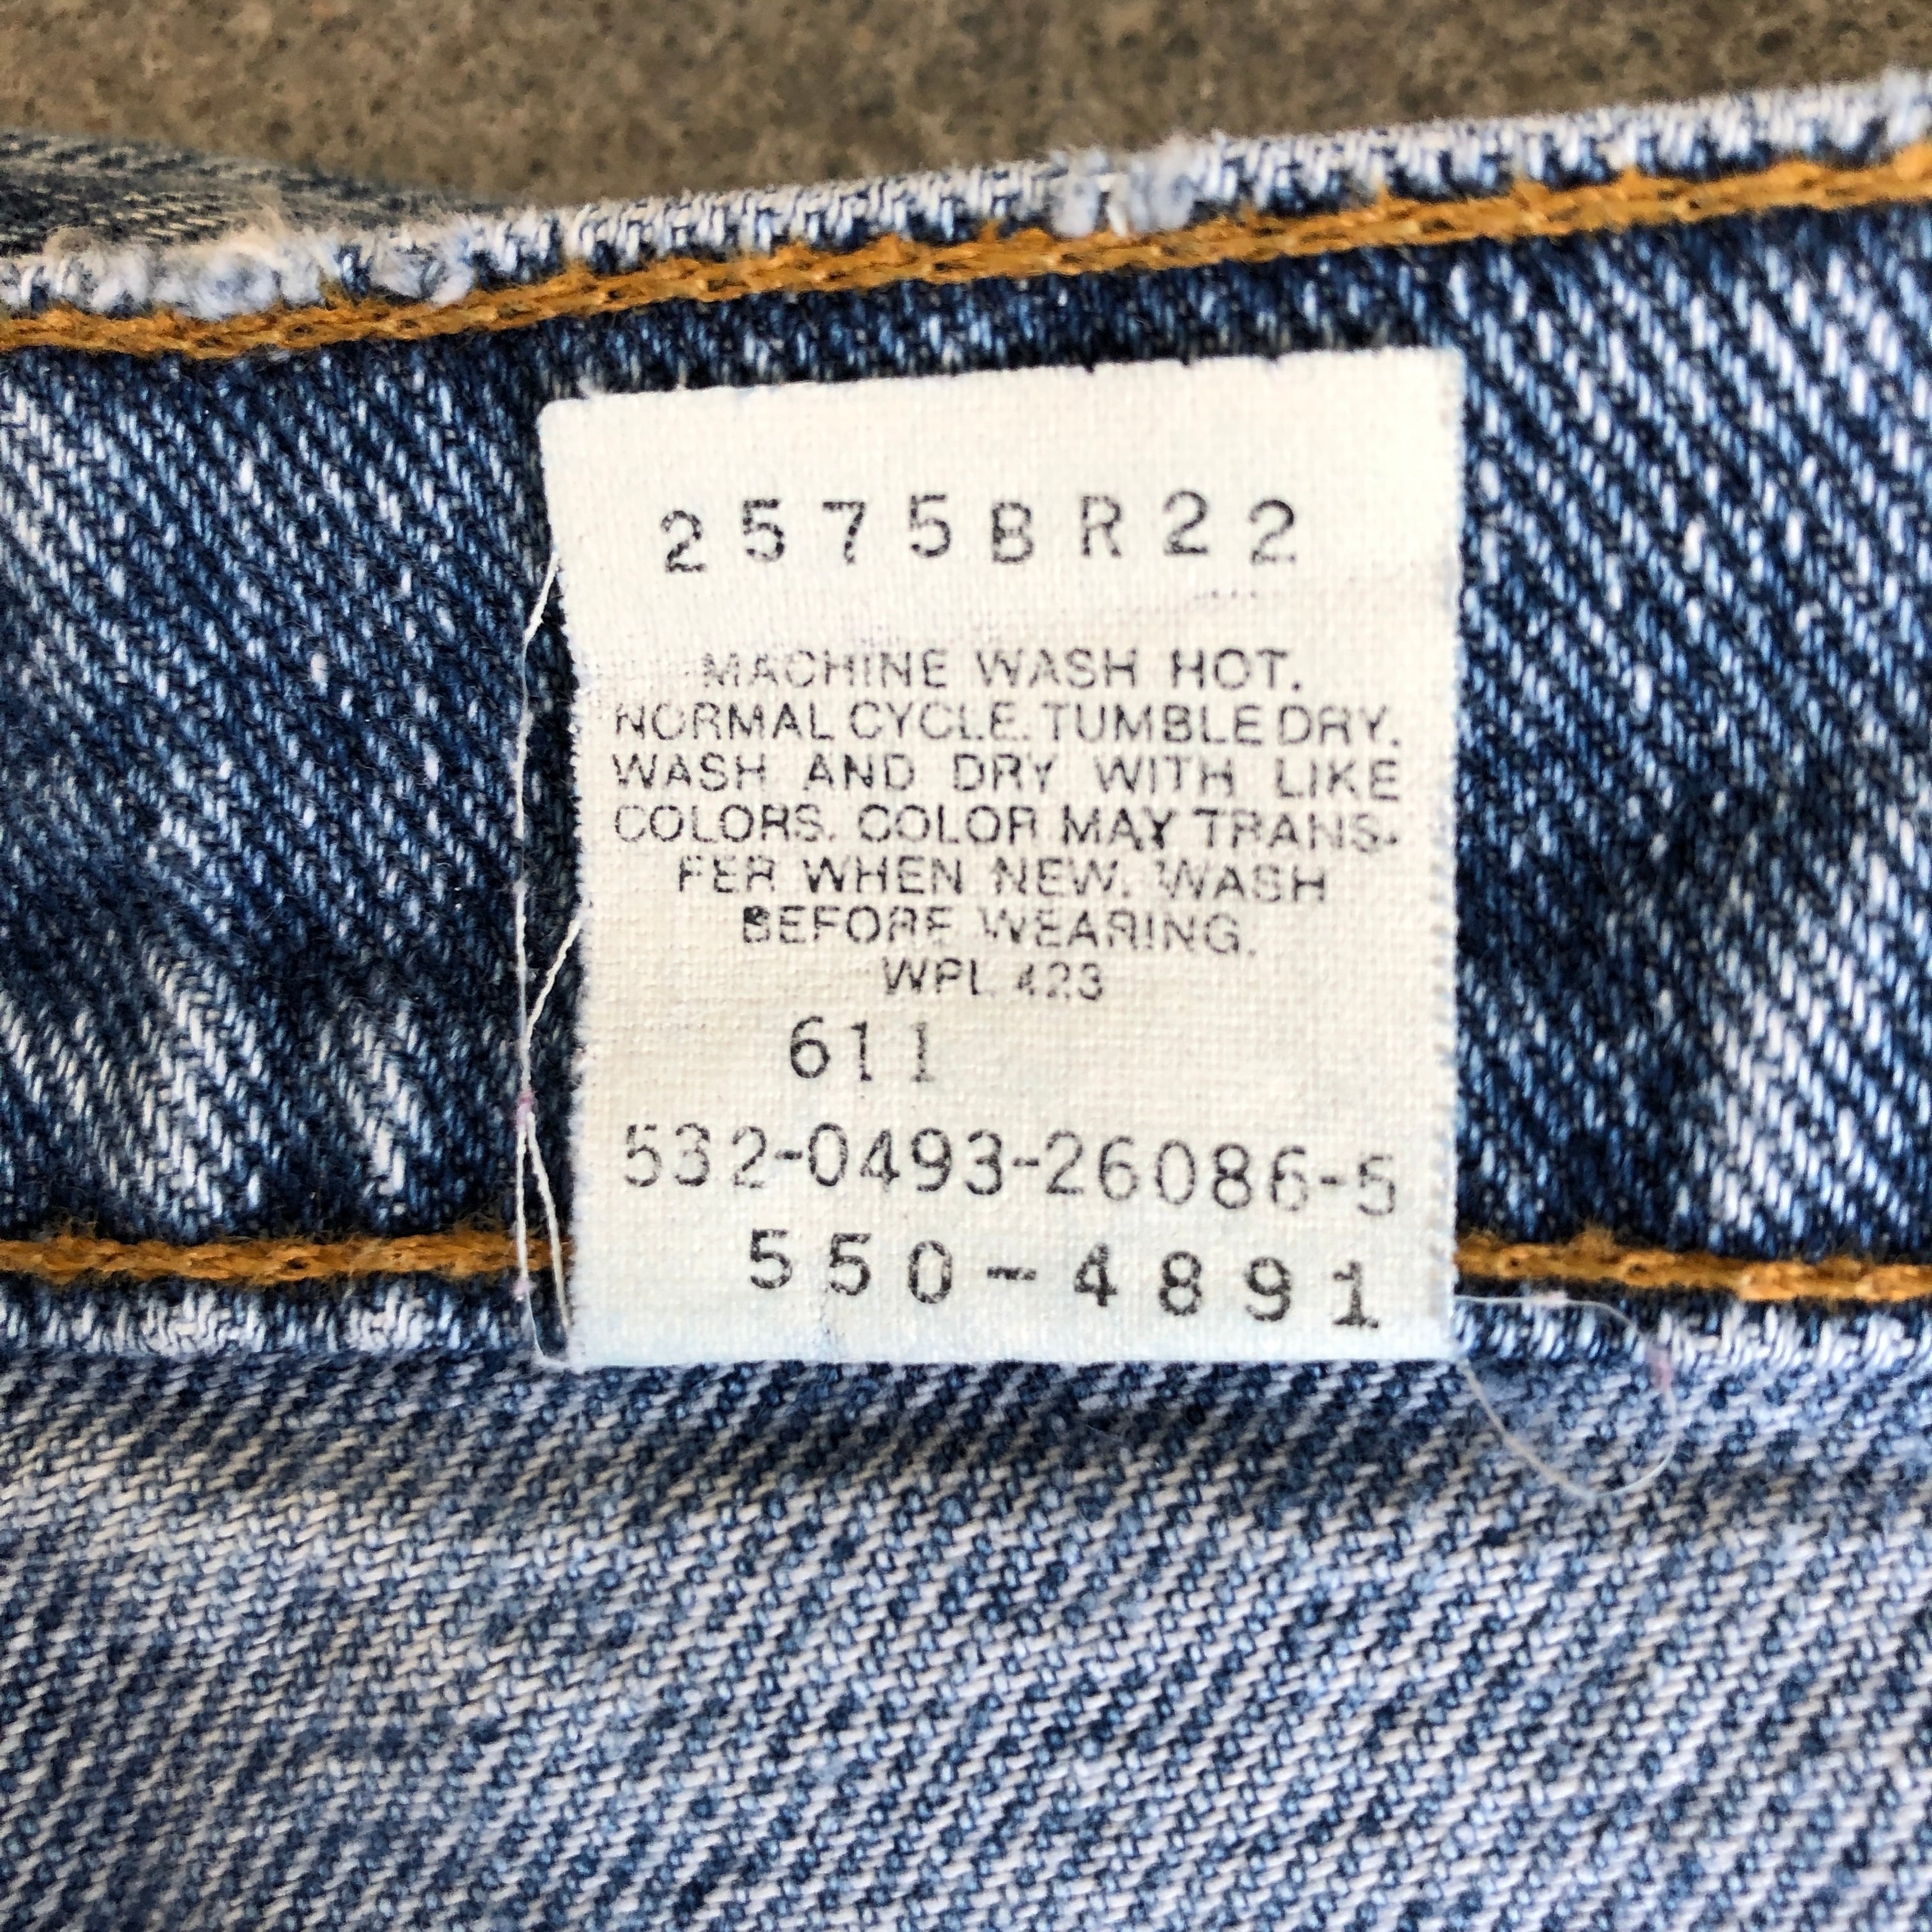 2575BR22
MACHINE WASH HOT.
NORMAL CYCLE. TUMBLE DRY.
WASH AND DRY WITH LIKE
COLORS. COLOR MAY TRANS-
FER WHEN NEW. WASH
BEFORE WEARING.
WPL 423
611
532-0493-26086-5
550-4891